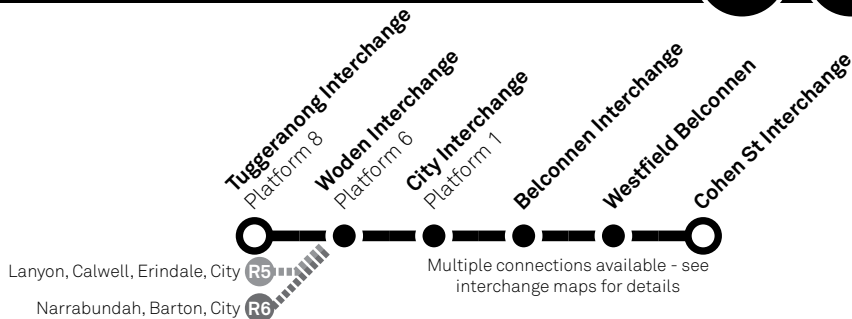 Tuggeranong Interchange
Platform 8
Woden Interchange
Platform 6
City Interchange
Platform 1
Belconnen Interchange
Westfield Belconnen
Cohen St Interchange
Lanyon, Calwell, Erindale, City R5
Narrabundah, Barton, City R6
Multiple connections available - see
interchange maps for details